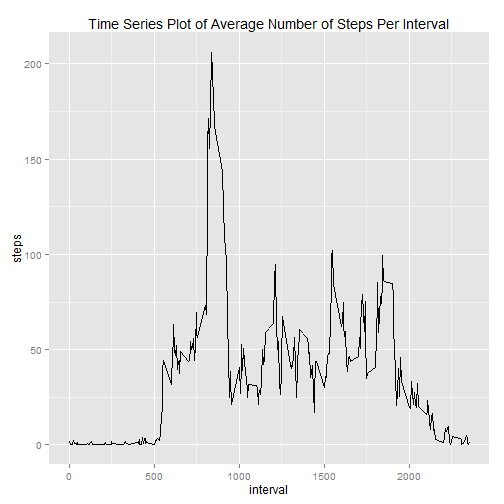 Time Series Plot of Average Number of Steps Per Interval
200
150
100
50
0
steps
0 500 1000 1500 2000
interval